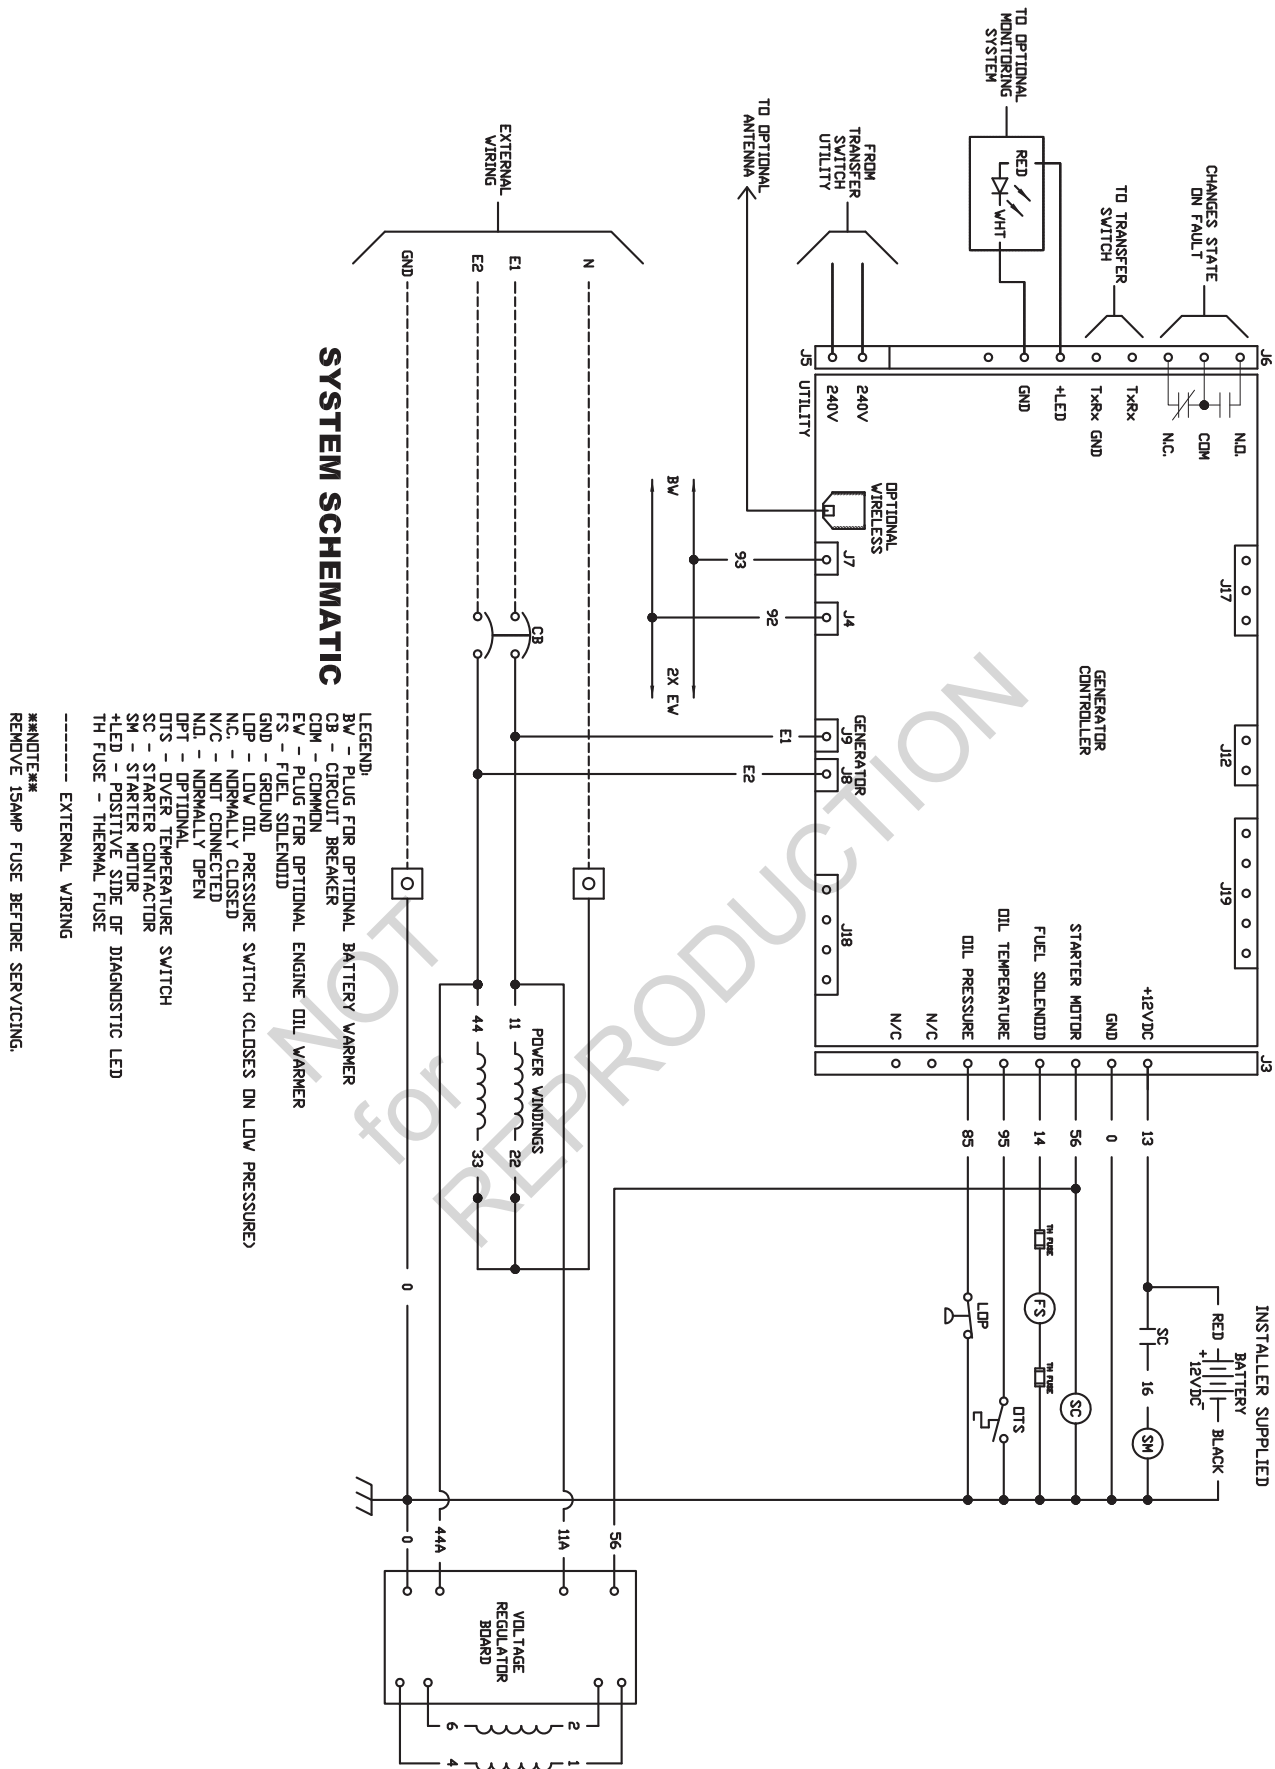 TO OPTIONAL
MONITORING
SYSTEM
RED
WHT
CHANGES STATE
ON FAULT
TO TRANSFER
SWITCH
FROM
TRANSFER
SWITCH
UTILITY
TO OPTIONAL
ANTENNA
EXTERNAL
WIRING
GND
E2
E1
N
J6
J5
N.O.
COM
N.C.
TxRx
TxRx GND
+LED
GND
240V
240V
UTILITY
OPTIONAL
WIRELESS
J7
J4
93
92
BW
2X EW
J17
J12
J19
J18
GENERATOR
CONTROLLER
GENERATOR
J9
J8
E1
E2
CB
J3
+12VDC
GND
STARTER MOTOR
FUEL SOLENOID
OIL TEMPERATURE
OIL PRESSURE
N/C
N/C
13
0
56
14
95
85
INSTALLER SUPPLIED
BATTERY
RED
+
12VDC
-
BLACK
SC
16
SM
SC
TH FUSE
FS
TH FUSE
OTS
LOP
POWER WINDINGS
11
22
44
33
0
56
11A
44A
0
VOLTAGE
REGULATOR
BOARD
2
6
1
4
SYSTEM SCHEMATIC
LEGEND:
BW - PLUG FOR OPTIONAL BATTERY WARMER
CB - CIRCUIT BREAKER
COM - COMMON
EW - PLUG FOR OPTIONAL ENGINE OIL WARMER
FS - FUEL SOLENOID
GND - GROUND
LOP - LOW OIL PRESSURE SWITCH (CLOSES ON LOW PRESSURE)
N.C. - NORMALLY CLOSED
N/C - NOT CONNECTED
N.O. - NORMALLY OPEN
OPT - OPTIONAL
OTS - OVER TEMPERATURE SWITCH
SC - STARTER CONTACTOR
SM - STARTER MOTOR
+LED - POSITIVE SIDE OF DIAGNOSTIC LED
TH FUSE - THERMAL FUSE
------- EXTERNAL WIRING
**NOTE**
REMOVE 15AMP FUSE BEFORE SERVICING.
NOT
for
REPRODUCTION